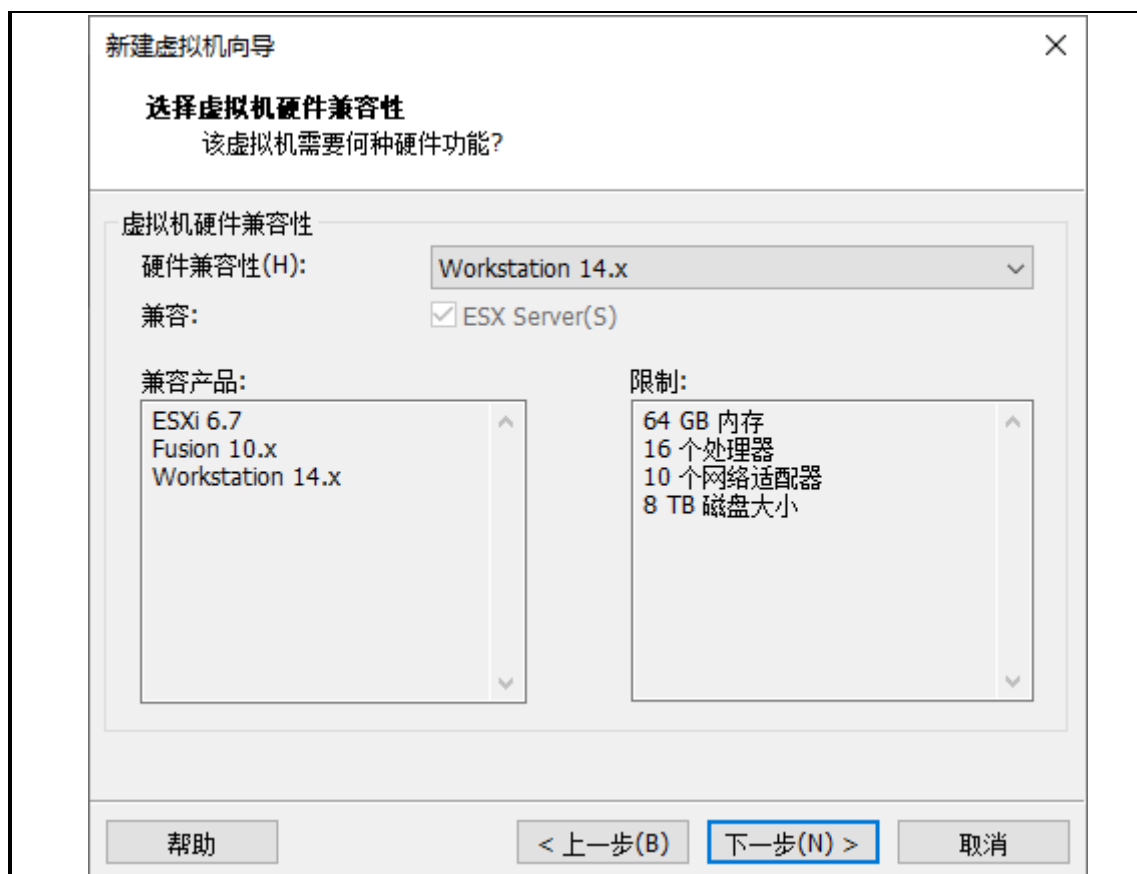 新建虚拟机向导
选择虚拟机硬件兼容性
该虚拟机需要何种硬件功能?
虚拟机硬件兼容性
硬件兼容性(H): Workstation 14.x
兼容: ESX Server(S)
兼容产品:
ESXi 6.7
Fusion 10.x
Workstation 14.x
限制:
64 GB 内存
16 个处理器
10 个网络适配器
8 TB 磁盘大小
帮助 < 上一步(B) 下一步(N) > 取消